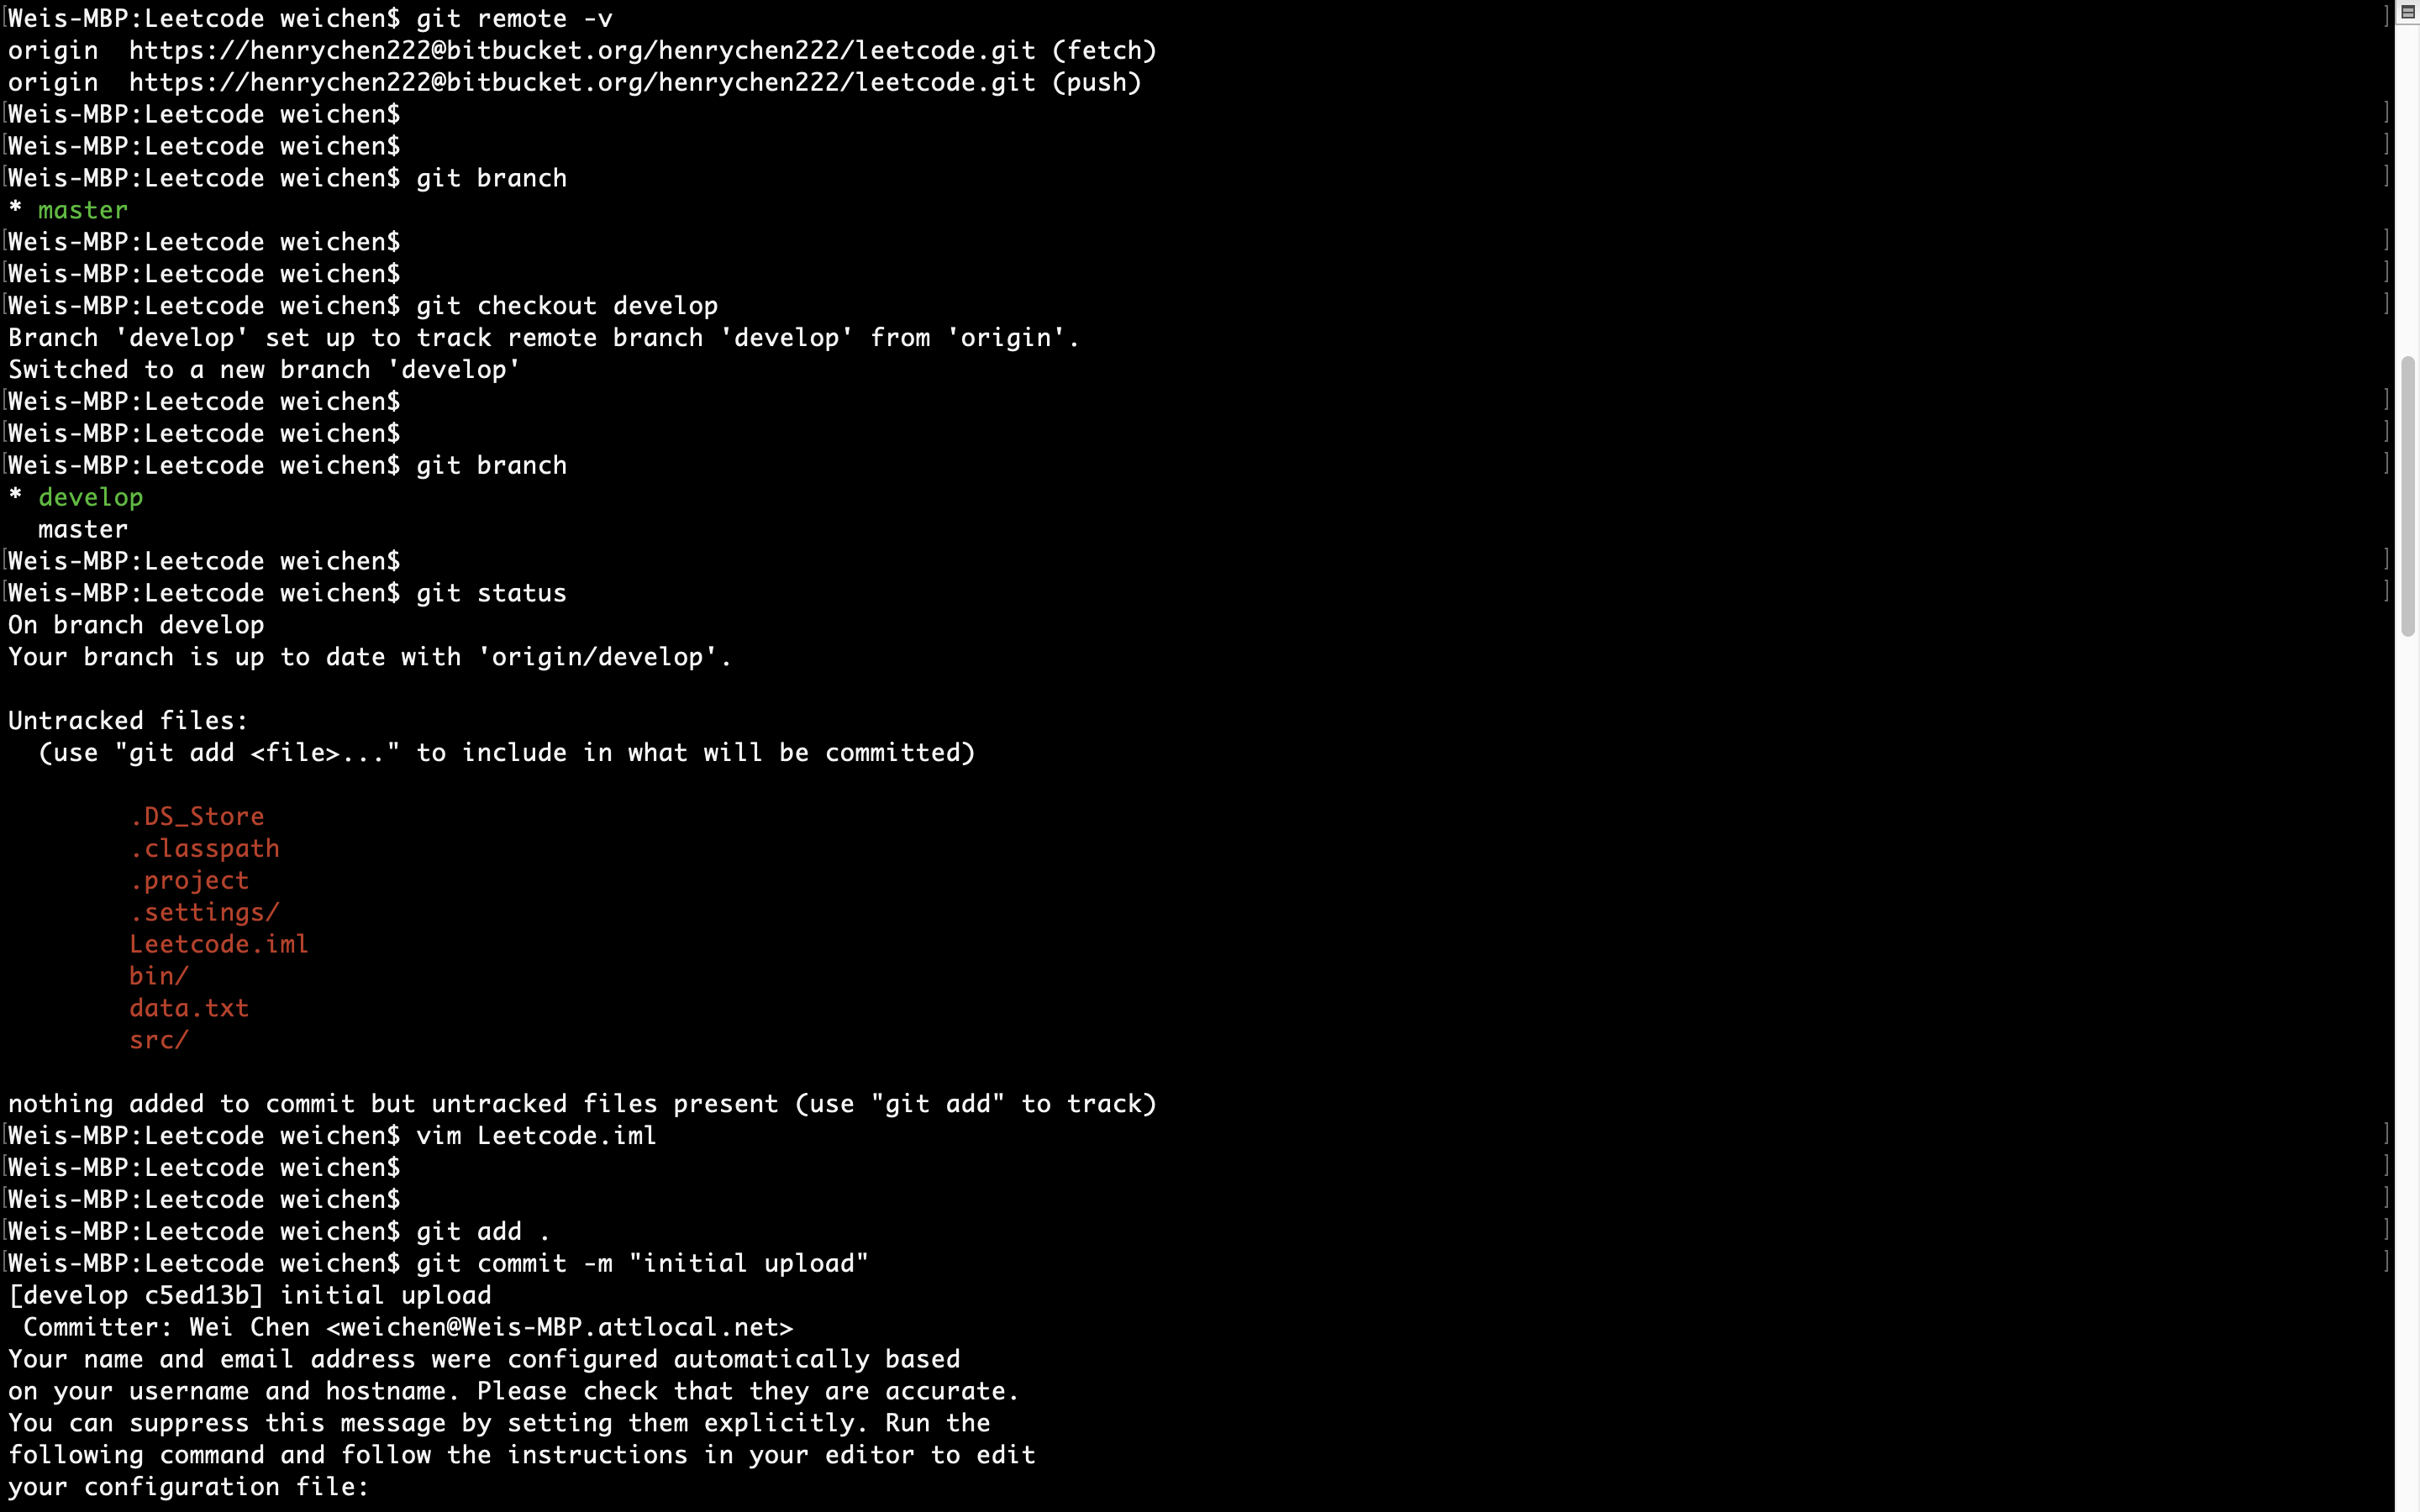 Weis-MBP:Leetcode weichen$ git remote -v
origin  https://henrychen222@bitbucket.org/henrychen222/leetcode.git (fetch)
origin  https://henrychen222@bitbucket.org/henrychen222/leetcode.git (push)
Weis-MBP:Leetcode weichen$
Weis-MBP:Leetcode weichen$
Weis-MBP:Leetcode weichen$ git branch
* master
Weis-MBP:Leetcode weichen$
Weis-MBP:Leetcode weichen$
Weis-MBP:Leetcode weichen$ git checkout develop
Branch 'develop' set up to track remote branch 'develop' from 'origin'.
Switched to a new branch 'develop'
Weis-MBP:Leetcode weichen$
Weis-MBP:Leetcode weichen$
Weis-MBP:Leetcode weichen$ git branch
* develop
  master
Weis-MBP:Leetcode weichen$
Weis-MBP:Leetcode weichen$ git status
On branch develop
Your branch is up to date with 'origin/develop'.

Untracked files:
  (use "git add <file>..." to include in what will be committed)

        .DS_Store
        .classpath
        .project
        .settings/
        Leetcode.iml
        bin/
        data.txt
        src/

nothing added to commit but untracked files present (use "git add" to track)
Weis-MBP:Leetcode weichen$ vim Leetcode.iml
Weis-MBP:Leetcode weichen$
Weis-MBP:Leetcode weichen$
Weis-MBP:Leetcode weichen$ git add .
Weis-MBP:Leetcode weichen$ git commit -m "initial upload"
[develop c5ed13b] initial upload
 Committer: Wei Chen <weichen@Weis-MBP.attlocal.net>
Your name and email address were configured automatically based
on your username and hostname. Please check that they are accurate.
You can suppress this message by setting them explicitly. Run the
following command and follow the instructions in your editor to edit
your configuration file: